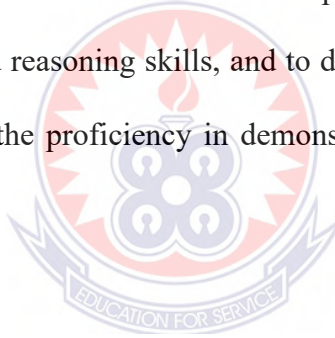 reasoning skills, and to d
the proficiency in demons
EDUCATION FOR SERVICE